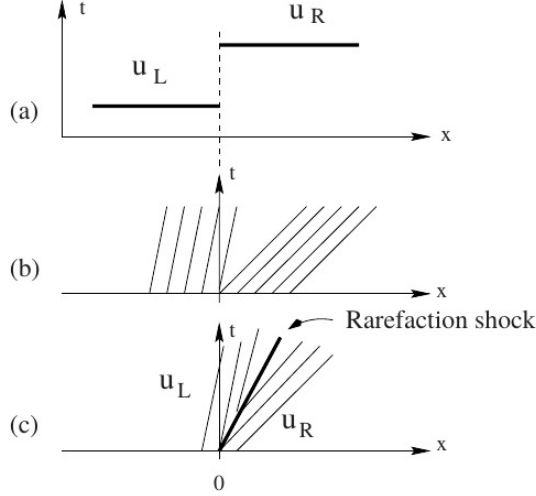 t
u R
u L
(a)
x
t
(b)
x
t
Rarefaction shock
u L
u R
(c)
x
0